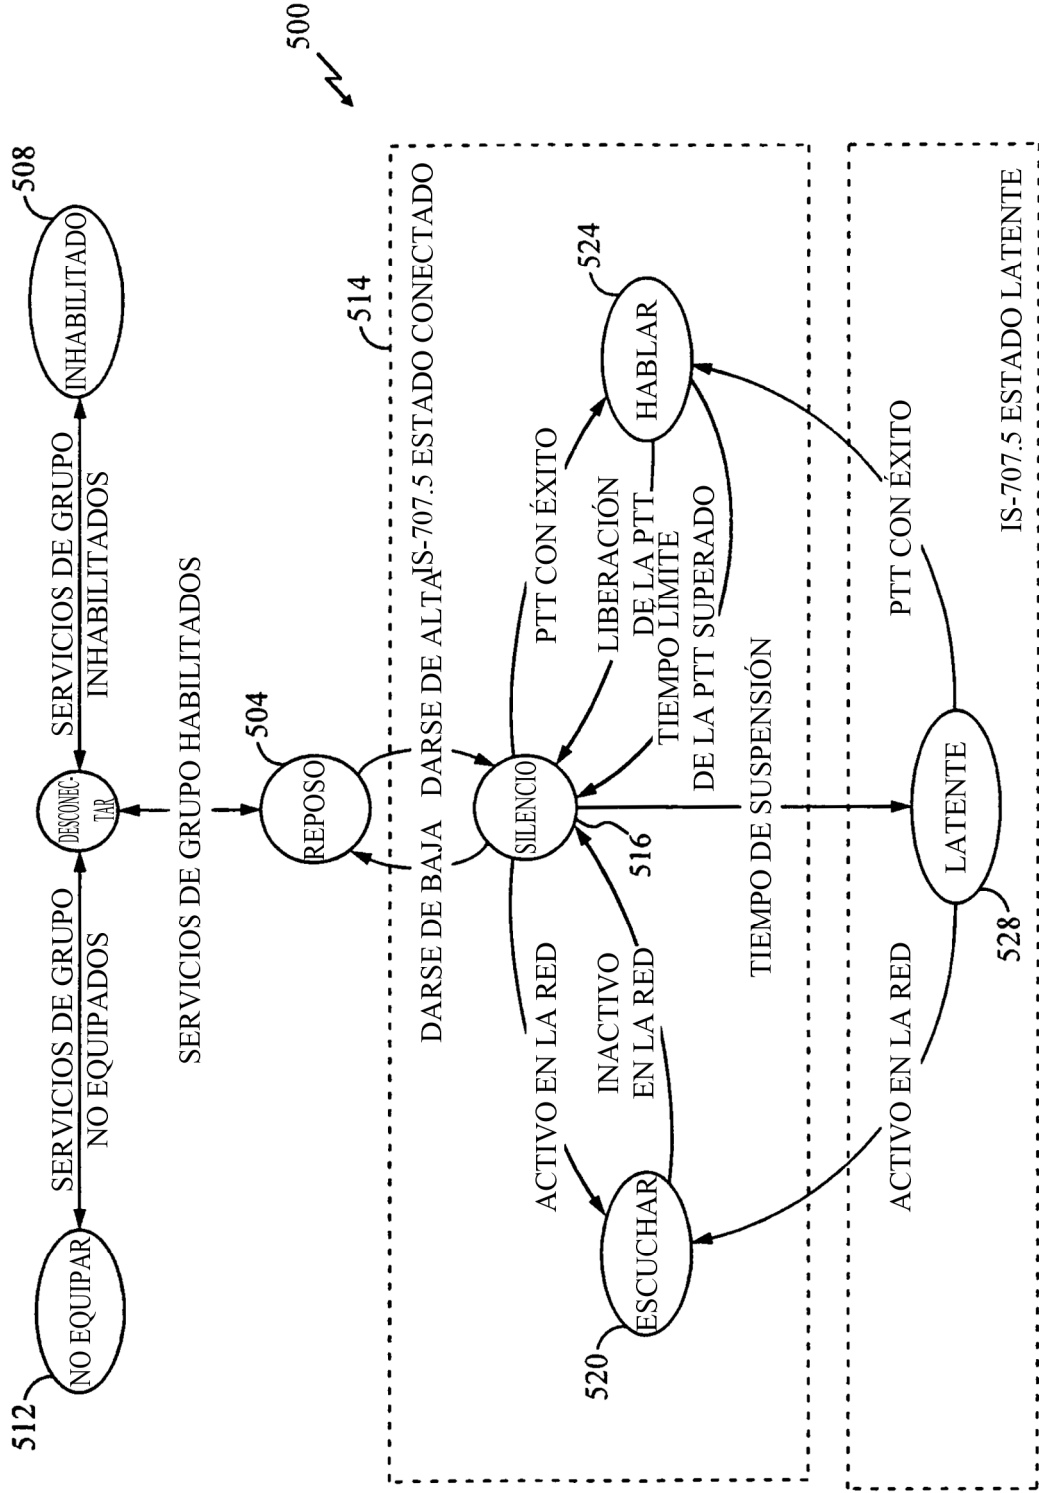 500
512
NO EQUIPAR
SERVICIOS DE GRUPO
NO EQUIPADOS
DESCONEC-
TAR
SERVICIOS DE GRUPO
INHABILITADOS
INHABILITADO
508
SERVICIOS DE GRUPO HABILITADOS
504
REPOSO
514
DARSE DE BAJA
DARSE DE ALTA
IS-707.5 ESTADO CONECTADO
SILENCIO
516
ACTIVO EN LA RED
PTT CON ÉXITO
INACTIVO
EN LA RED
LIBERACIÓN
DE LA PTT
TIEMPO LÍMITE
DE LA PTT SUPERADO
520
ESCUCHAR
524
HABLAR
TIEMPO DE SUSPENSIÓN
ACTIVO EN LA RED
PTT CON ÉXITO
LATENTE
528
IS-707.5 ESTADO LATENTE